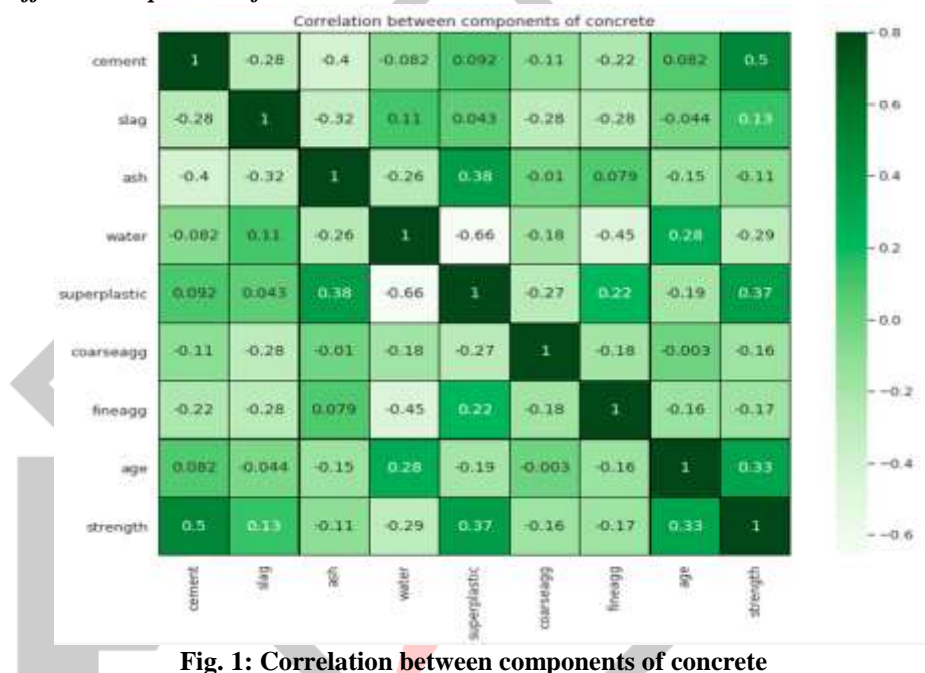 Correlation between components of concrete
cement 1 -0.28 -0.4 -0.082 0.092 -0.11 -0.22 0.082 0.5
slag -0.28 1 -0.32 0.11 0.043 -0.28 -0.28 -0.044 0.13
ash -0.4 -0.32 1 -0.26 0.38 -0.01 0.079 -0.15 -0.11
water -0.082 0.11 -0.26 1 -0.66 -0.18 -0.45 0.28 -0.29
superplastic 0.092 0.043 0.38 -0.66 1 -0.27 0.22 -0.19 0.37
coarseagg -0.11 -0.28 -0.01 -0.18 -0.27 1 -0.18 -0.003 -0.16
fineagg -0.22 -0.28 0.079 -0.45 0.22 -0.18 1 -0.16 -0.17
age 0.082 -0.044 -0.15 0.28 -0.19 -0.003 -0.16 1 0.33
strength 0.5 0.13 -0.11 -0.29 0.37 -0.16 -0.17 0.33 1
cement slag ash water superplastic coarseagg fineagg age strength
0.8
0.6
0.4
0.2
0.0
-0.2
-0.4
-0.6
Fig. 1: Correlation between components of concrete